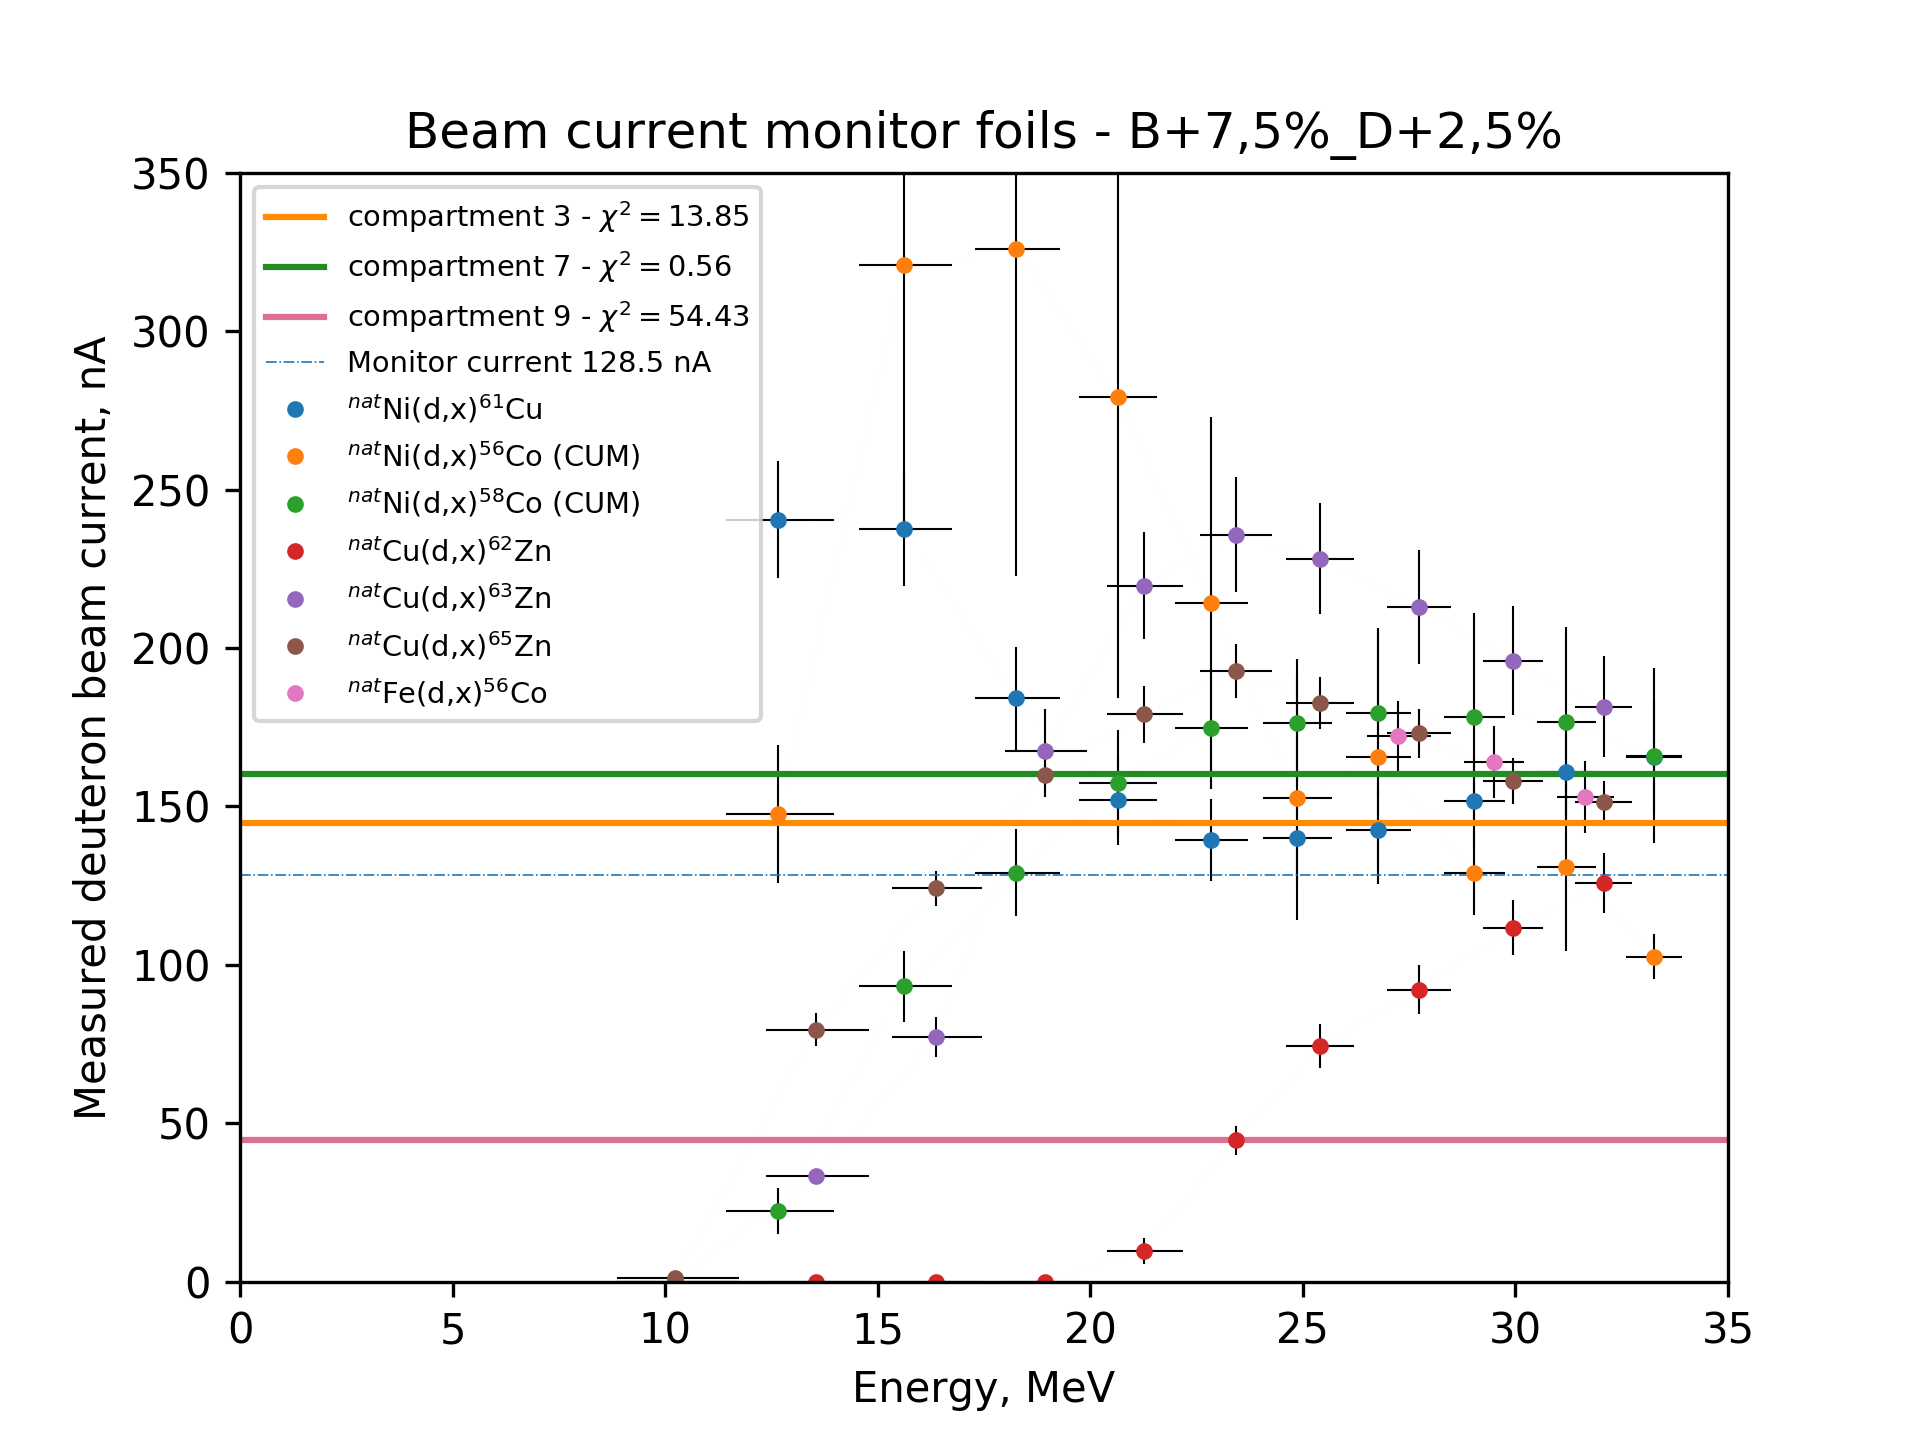 Beam current monitor foils - B+7,5%_D+2,5%
Measured deuteron beam current, nA
350
300
250
200
150
100
50
0
compartment 3 - χ² = 13.85
compartment 7 - χ² = 0.56
compartment 9 - χ² = 54.43
Monitor current 128.5 nA
ⁿᵃᵗNi(d,x)⁶¹Cu
ⁿᵃᵗNi(d,x)⁵⁶Co (CUM)
ⁿᵃᵗNi(d,x)⁵⁸Co (CUM)
ⁿᵃᵗCu(d,x)⁶²Zn
ⁿᵃᵗCu(d,x)⁶³Zn
ⁿᵃᵗCu(d,x)⁶⁵Zn
ⁿᵃᵗFe(d,x)⁵⁶Co
0 5 10 15 20 25 30 35
Energy, MeV